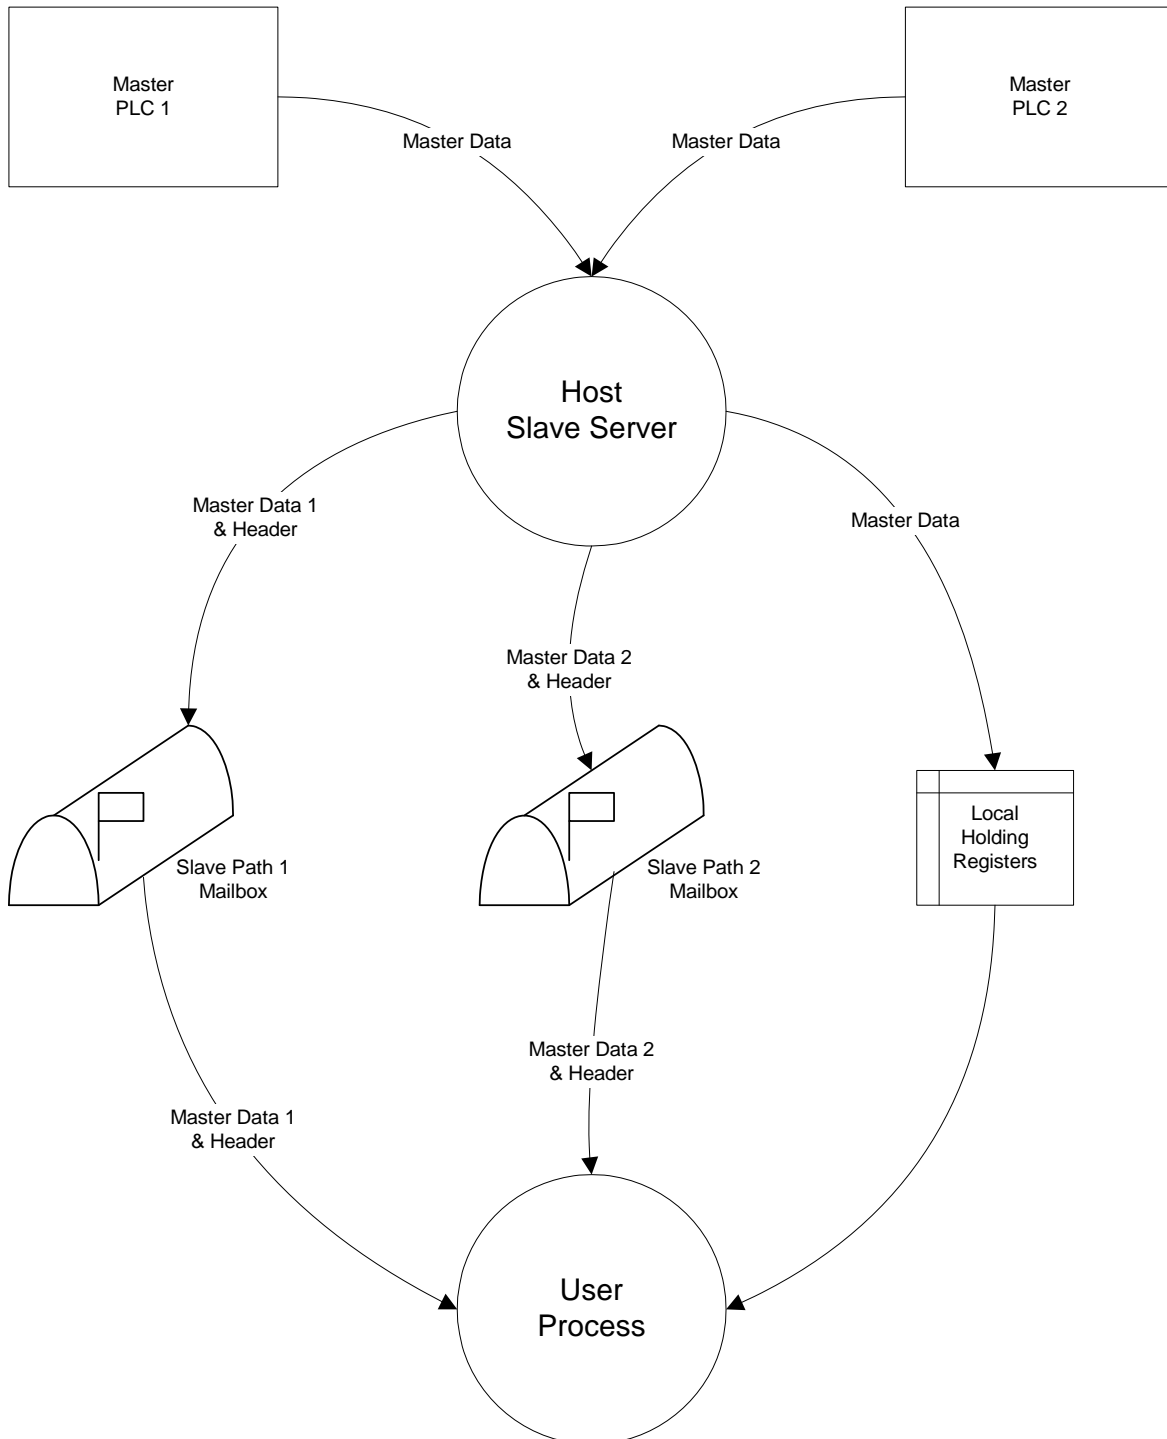 Master
PLC 1
Master
PLC 2
Master Data
Master Data
Host
Slave Server
Master Data 1
& Header
Master Data
Master Data 2
& Header
Local
Holding
Registers
Slave Path 1
Mailbox
Slave Path 2
Mailbox
Master Data 2
& Header
Master Data 1
& Header
User
Process